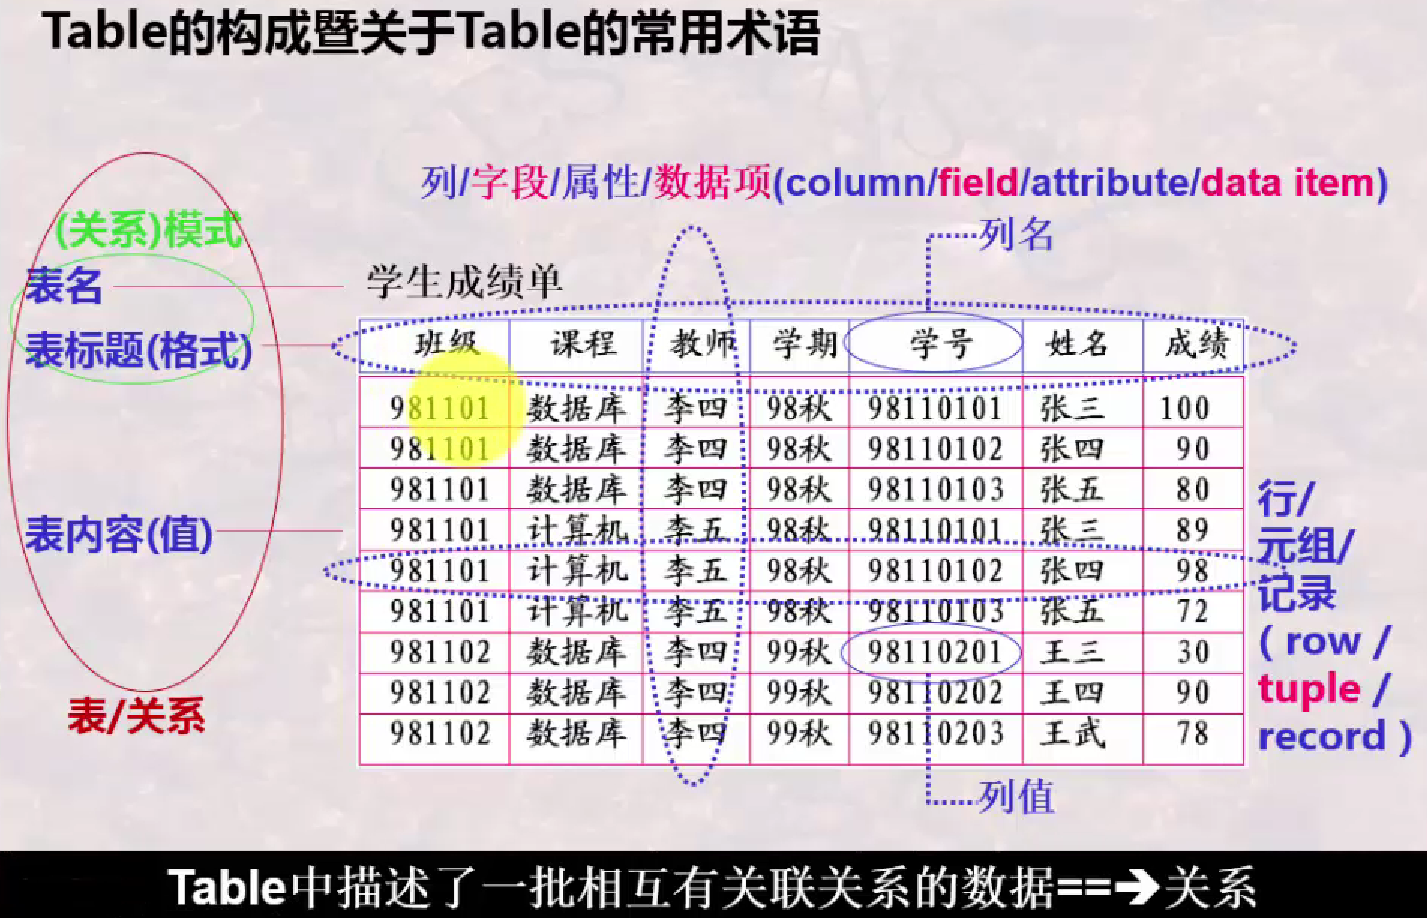 Table的构成暨关于Table的常用术语
列/字段/属性/数据项(column/field/attribute/data item)
列名
(关系)模式
表名
学生成绩单
表标题(格式)
班级 课程 教师 学期 学号 姓名 成绩
981101 数据库 李四 98秋 98110101 张三 100
981101 数据库 李四 98秋 98110102 张四 90
981101 数据库 李四 98秋 98110103 张五 80
981101 计算机 李五 98秋 98110101 张三 89
981101 计算机 李五 98秋 98110102 张四 98
981101 计算机 李五 98秋 98110103 张五 72
981102 数据库 李四 99秋 98110201 王三 30
981102 数据库 李四 99秋 98110202 王四 90
981102 数据库 李四 99秋 98110203 王武 78
表内容(值)
行/
元组/
记录
( row /
tuple /
record )
表/关系
列值
Table中描述了一批相互有关联关系的数据==➔关系